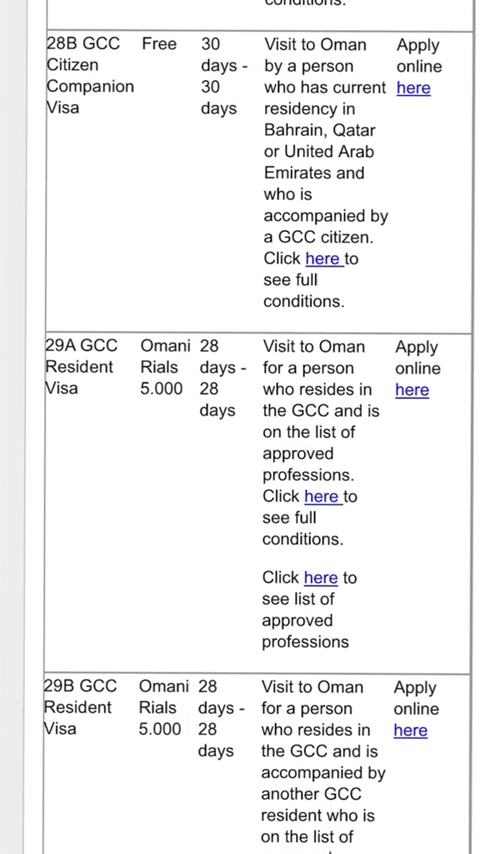 conditions.
28B GCC
Citizen
Companion
Visa
Free
30
days -
30
days
Visit to Oman
by a person
who has current
residency in
Bahrain, Qatar
or United Arab
Emirates and
who is
accompanied by
a GCC citizen.
Click here to
see full
conditions.
Apply
online
here
29A GCC
Resident
Visa
Omani
Rials
5.000
28
days -
28
days
Visit to Oman
for a person
who resides in
the GCC and is
on the list of
approved
professions.
Click here to
see full
conditions.
Click here to
see list of
approved
professions
Apply
online
here
29B GCC
Resident
Visa
Omani
Rials
5.000
28
days -
28
days
Visit to Oman
for a person
who resides in
the GCC and is
accompanied by
another GCC
resident who is
on the list of
Apply
online
here